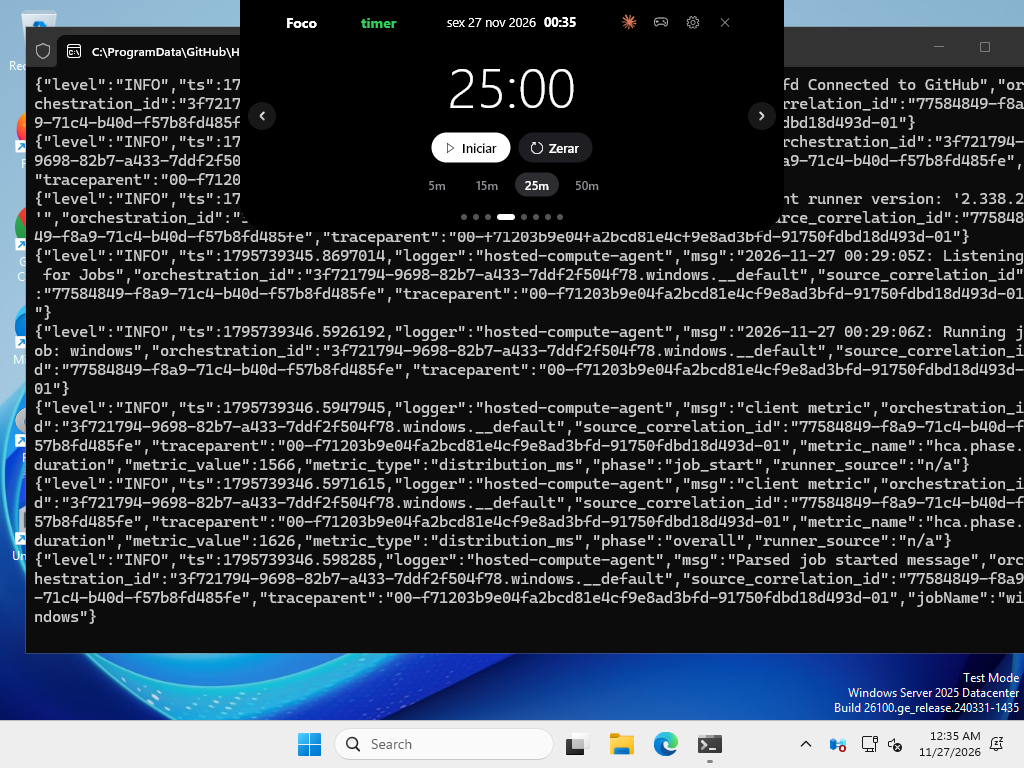 Foco timer sex 27 nov 2026 00:35
25:00
Iniciar Zerar
5m 15m 25m 50m
C:\ProgramData\GitHub\H
{"level":"INFO","ts":1795
fd Connected to GitHub","or
chestration_id":"3f7217
correlation_id":"77584849-f8a
9-71c4-b40d-f57b8fd485f
dbd18d493d-01"}
{"level":"INFO","ts":17
chestration_id":"3f721794-
9698-82b7-a433-7ddf2f50
a9-71c4-b40d-f57b8fd485fe",
"traceparent":"00-f7120
{"level":"INFO","ts":17
nt runner version: '2.338.2
'","orchestration_id":"
rce_correlation_id":"775848
49-f8a9-71c4-b40d-f57b8fd485fe","traceparent":"00-f71203b9e04fa2bcd81e4cf9e8ad3bfd-91750fdbd18d493d-01"}
{"level":"INFO","ts":1795739345.8697014,"logger":"hosted-compute-agent","msg":"2026-11-27 00:29:05Z: Listening
for Jobs","orchestration_id":"3f721794-9698-82b7-a433-7ddf2f504f78.windows.__default","source_correlation_id"
:"77584849-f8a9-71c4-b40d-f57b8fd485fe","traceparent":"00-f71203b9e04fa2bcd81e4cf9e8ad3bfd-91750fdbd18d493d-01
"}
{"level":"INFO","ts":1795739346.5926192,"logger":"hosted-compute-agent","msg":"2026-11-27 00:29:06Z: Running j
ob: windows","orchestration_id":"3f721794-9698-82b7-a433-7ddf2f504f78.windows.__default","source_correlation_i
d":"77584849-f8a9-71c4-b40d-f57b8fd485fe","traceparent":"00-f71203b9e04fa2bcd81e4cf9e8ad3bfd-91750fdbd18d493d-
01"}
{"level":"INFO","ts":1795739346.5947945,"logger":"hosted-compute-agent","msg":"client metric","orchestration_i
d":"3f721794-9698-82b7-a433-7ddf2f504f78.windows.__default","source_correlation_id":"77584849-f8a9-71c4-b40d-f
57b8fd485fe","traceparent":"00-f71203b9e04fa2bcd81e4cf9e8ad3bfd-91750fdbd18d493d-01","metric_name":"hca.phase.
duration","metric_value":1566,"metric_type":"distribution_ms","phase":"job_start","runner_source":"n/a"}
{"level":"INFO","ts":1795739346.5971615,"logger":"hosted-compute-agent","msg":"client metric","orchestration_i
d":"3f721794-9698-82b7-a433-7ddf2f504f78.windows.__default","source_correlation_id":"77584849-f8a9-71c4-b40d-f
57b8fd485fe","traceparent":"00-f71203b9e04fa2bcd81e4cf9e8ad3bfd-91750fdbd18d493d-01","metric_name":"hca.phase.
duration","metric_value":1626,"metric_type":"distribution_ms","phase":"overall","runner_source":"n/a"}
{"level":"INFO","ts":1795739346.598285,"logger":"hosted-compute-agent","msg":"Parsed job started message","orc
hestration_id":"3f721794-9698-82b7-a433-7ddf2f504f78.windows.__default","source_correlation_id":"77584849-f8a9
-71c4-b40d-f57b8fd485fe","traceparent":"00-f71203b9e04fa2bcd81e4cf9e8ad3bfd-91750fdbd18d493d-01","jobName":"wi
ndows"}
Test Mode
Windows Server 2025 Datacenter
Build 26100.ge_release.240331-1435
Search
12:35 AM
11/27/2026